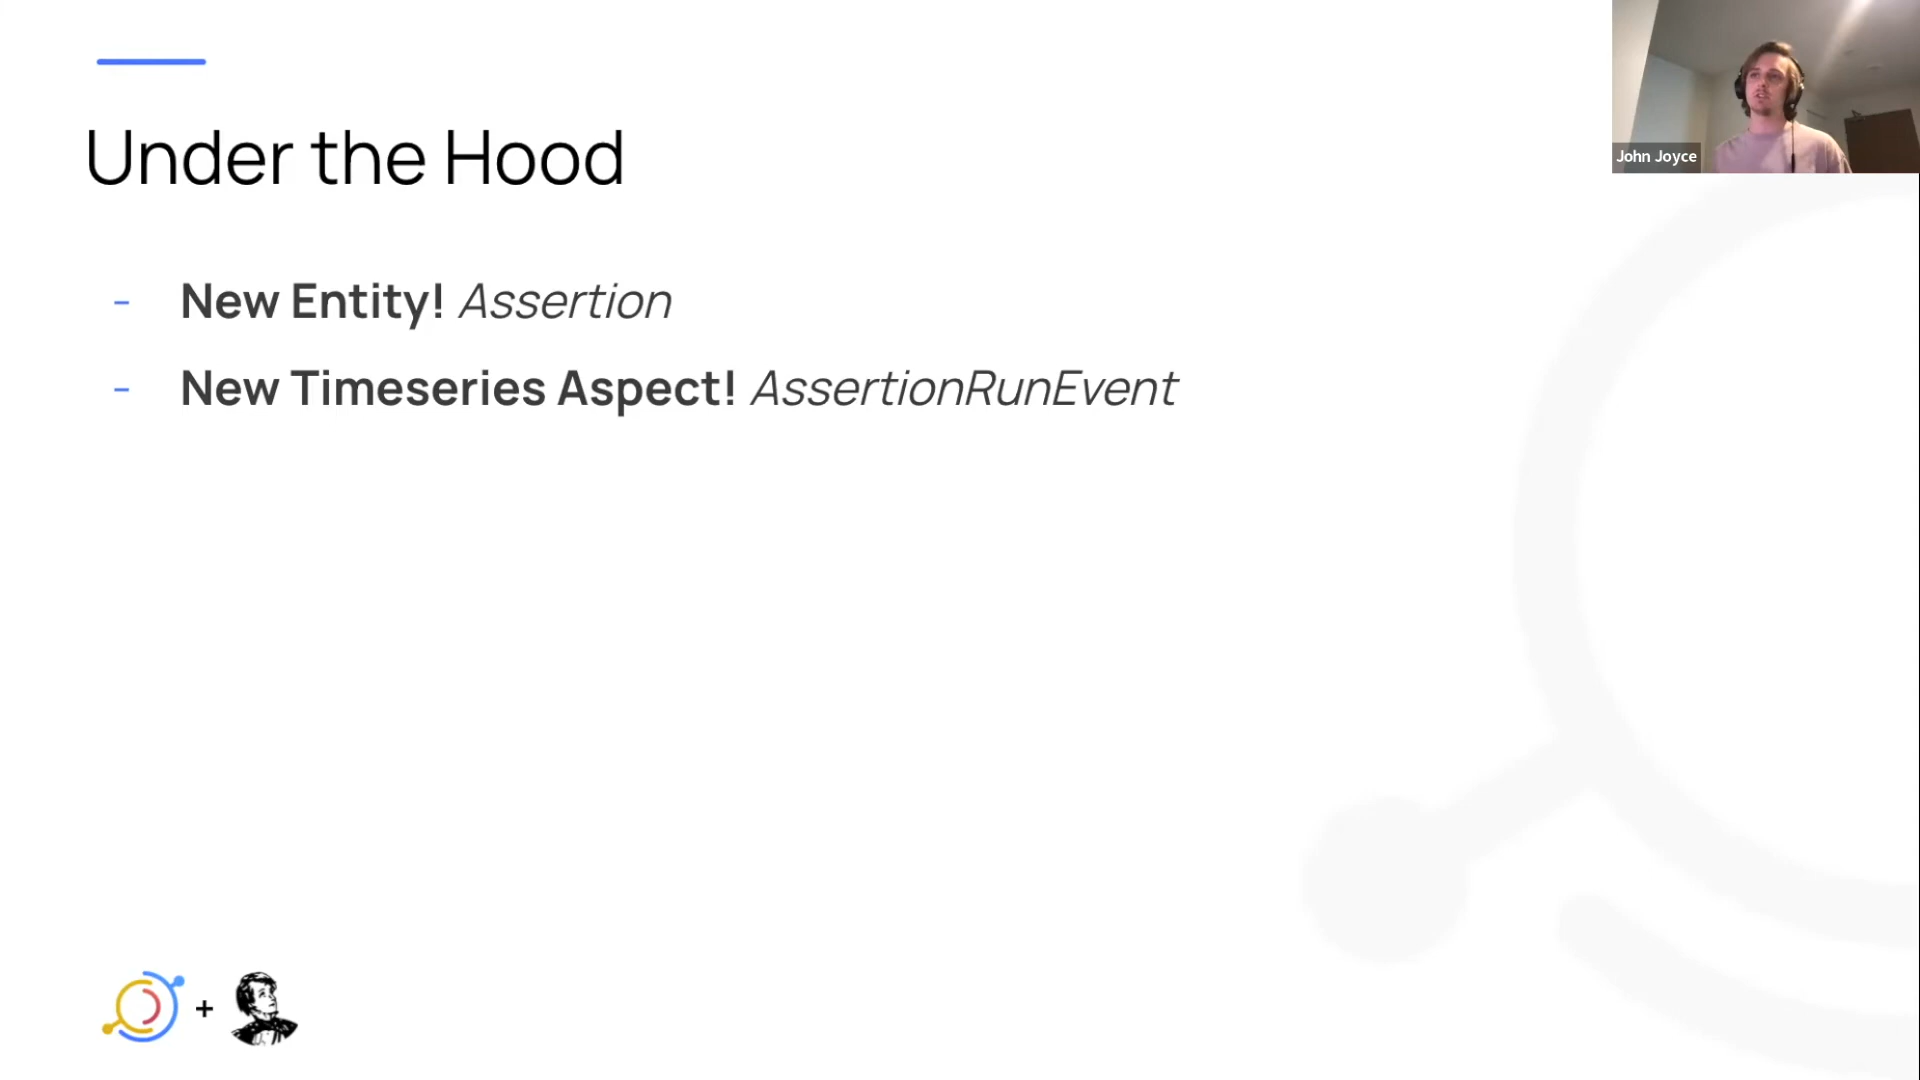 Under the Hood
- New Entity! Assertion
- New Timeseries Aspect! AssertionRunEvent
John Joyce
+